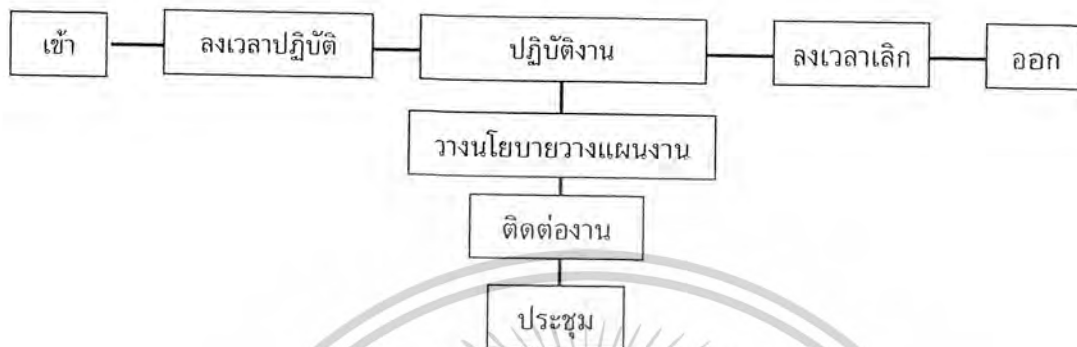 เข้า
ลงเวลาปฏิบัติ
ปฏิบัติงาน
ลงเวลาเลิก
ออก
วางนโยบายวางแผนงาน
ติดต่องาน
ประชุม